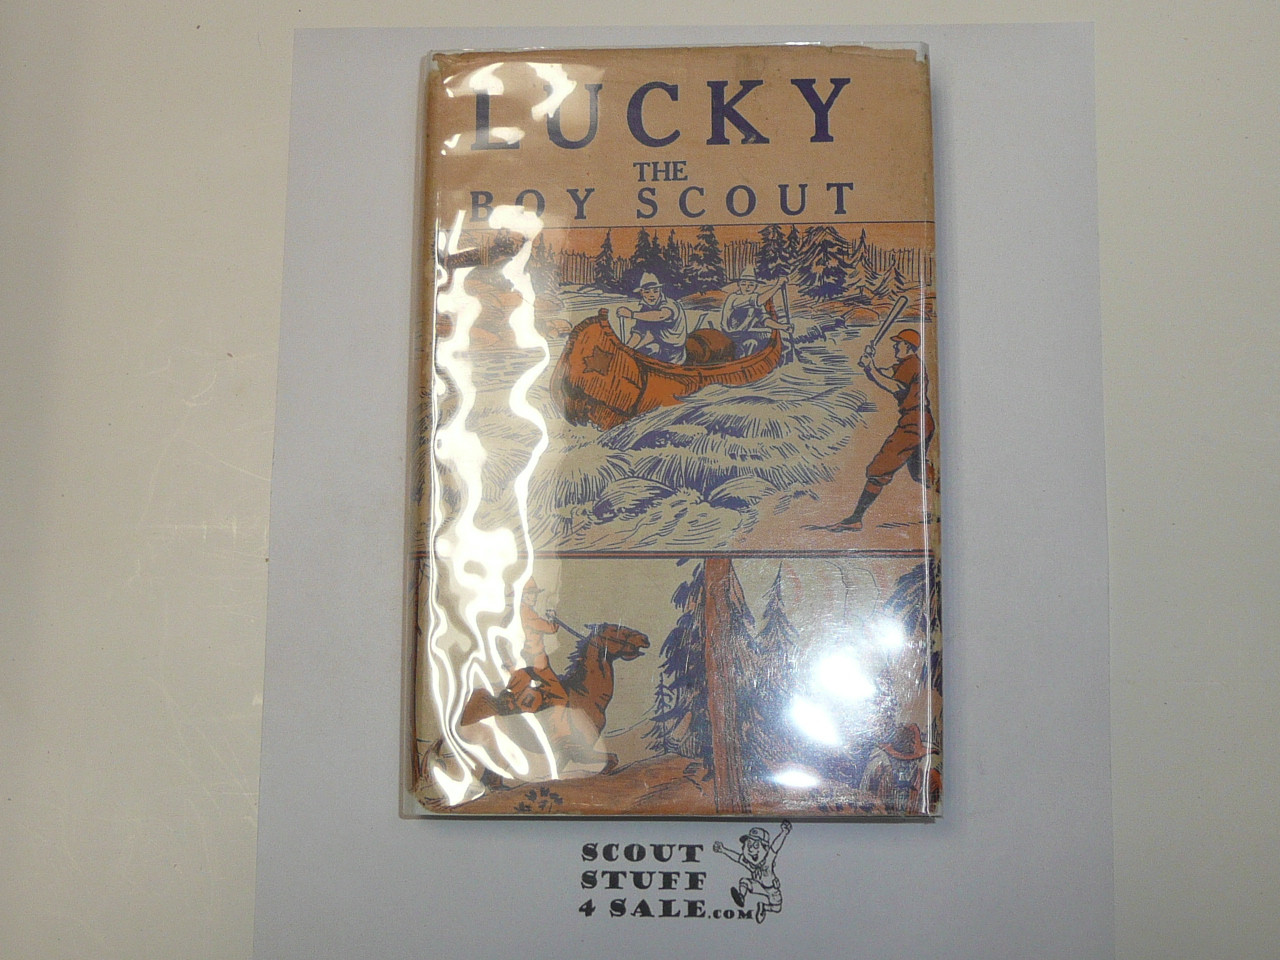 LUCKY
THE
BOY SCOUT
SCOUT
STUFF
4 SALE.COM